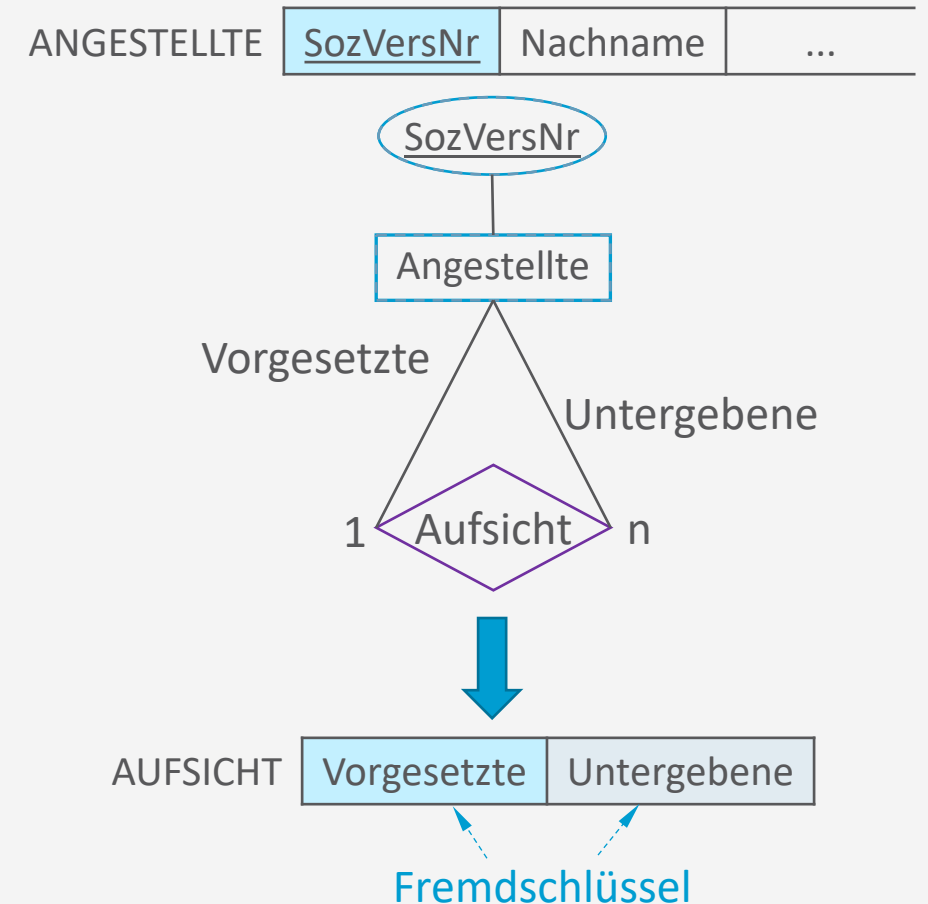 ANGESTELLTE SozVersNr Nachname ...
SozVersNr
Angestellte
Vorgesetzte
Untergebene
1 Aufsicht n
AUFSICHT Vorgesetzte Untergebene
Fremdschlüssel